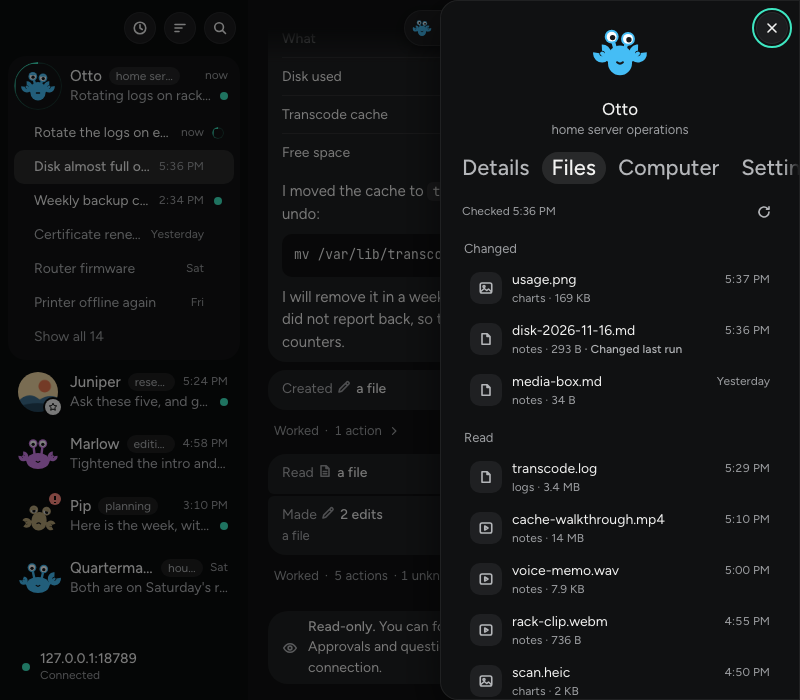 Otto home ser... now
Rotating logs on rack...
Rotate the logs on e... now
Disk almost full o... 5:36 PM
Weekly backup c... 2:34 PM
Certificate rene... Yesterday
Router firmware Sat
Printer offline again Fri
Show all 14
Juniper rese... 5:24 PM
Ask these five, and g...
Marlow editi... 4:58 PM
Tightened the intro and...
Pip planning 3:10 PM
Here is the week, wit...
Quarterma... hou... Sat
Both are on Saturday's r...
127.0.0.1:18789
Connected
What
Disk used
Transcode cache
Free space
I moved the cache to
undo:
mv /var/lib/transco
I will remove it in a week
did not report back, so
counters.
Created a file
Worked · 1 action
Read a file
Made 2 edits
a file
Worked · 5 actions · 1 unkn
Read-only. You can
Approvals and questi
connection.
Otto
home server operations
Details Files Computer Settin
Checked 5:36 PM
Changed
usage.png 5:37 PM
charts · 169 KB
disk-2026-11-16.md 5:36 PM
notes · 293 B · Changed last run
media-box.md Yesterday
notes · 34 B
Read
transcode.log 5:29 PM
logs · 3.4 MB
cache-walkthrough.mp4 5:10 PM
notes · 14 MB
voice-memo.wav 5:00 PM
notes · 7.9 KB
rack-clip.webm 4:55 PM
notes · 736 B
scan.heic 4:50 PM
charts · 2 KB